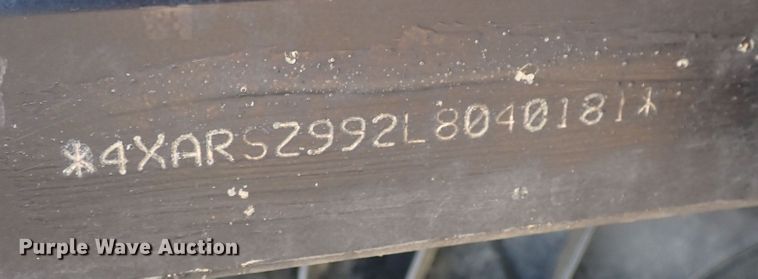 *4XARSZ992L8040181*
Purple Wave Auction